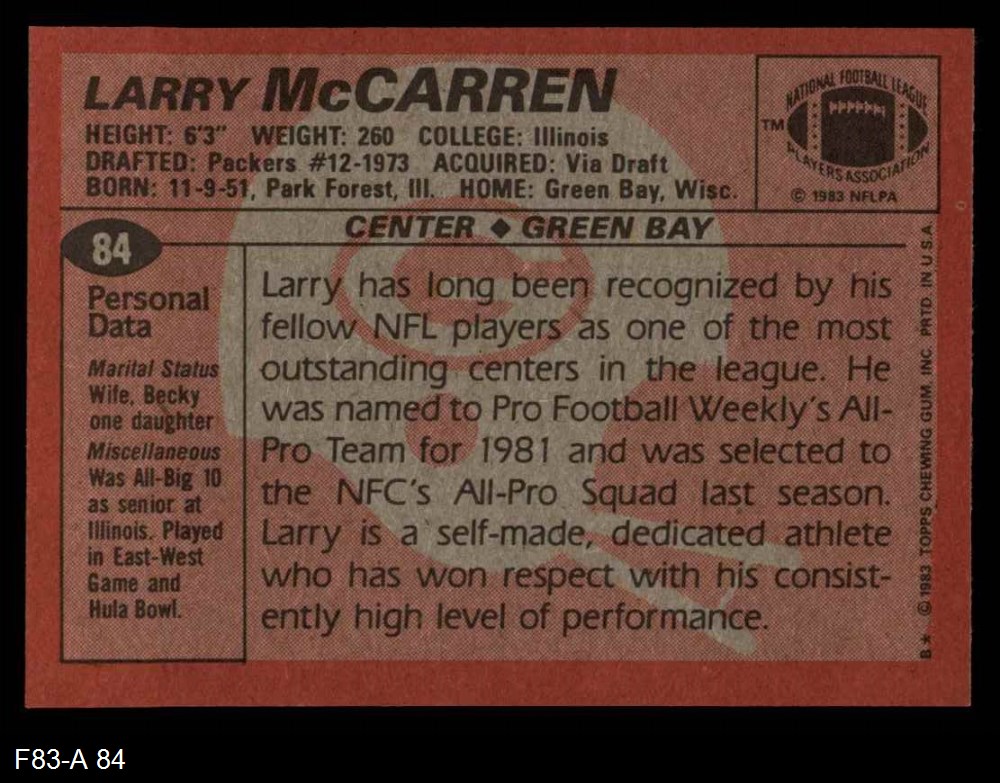 LARRY McCARREN
HEIGHT: 6'3" WEIGHT: 260 COLLEGE: Illinois
DRAFTED: Packers #12-1973 ACQUIRED: Via Draft
BORN: 11-9-51, Park Forest, Ill. HOME: Green Bay, Wisc.
NATIONAL FOOTBALL LEAGUE
TM
PLAYERS ASSOCIATION
© 1983 NFLPA
CENTER ◆ GREEN BAY
84
Personal
Data
Marital Status
Wife, Becky
one daughter
Miscellaneous
Was All-Big 10
as senior at
Illinois. Played
in East-West
Game and
Hula Bowl.
Larry has long been recognized by his
fellow NFL players as one of the most
outstanding centers in the league. He
was named to Pro Football Weekly's All-
Pro Team for 1981 and was selected to
the NFC's All-Pro Squad last season.
Larry is a self-made, dedicated athlete
who has won respect with his consist-
ently high level of performance.
B★ © 1983 TOPPS CHEWING GUM, INC. PRTD. IN U.S.A.
F83-A 84